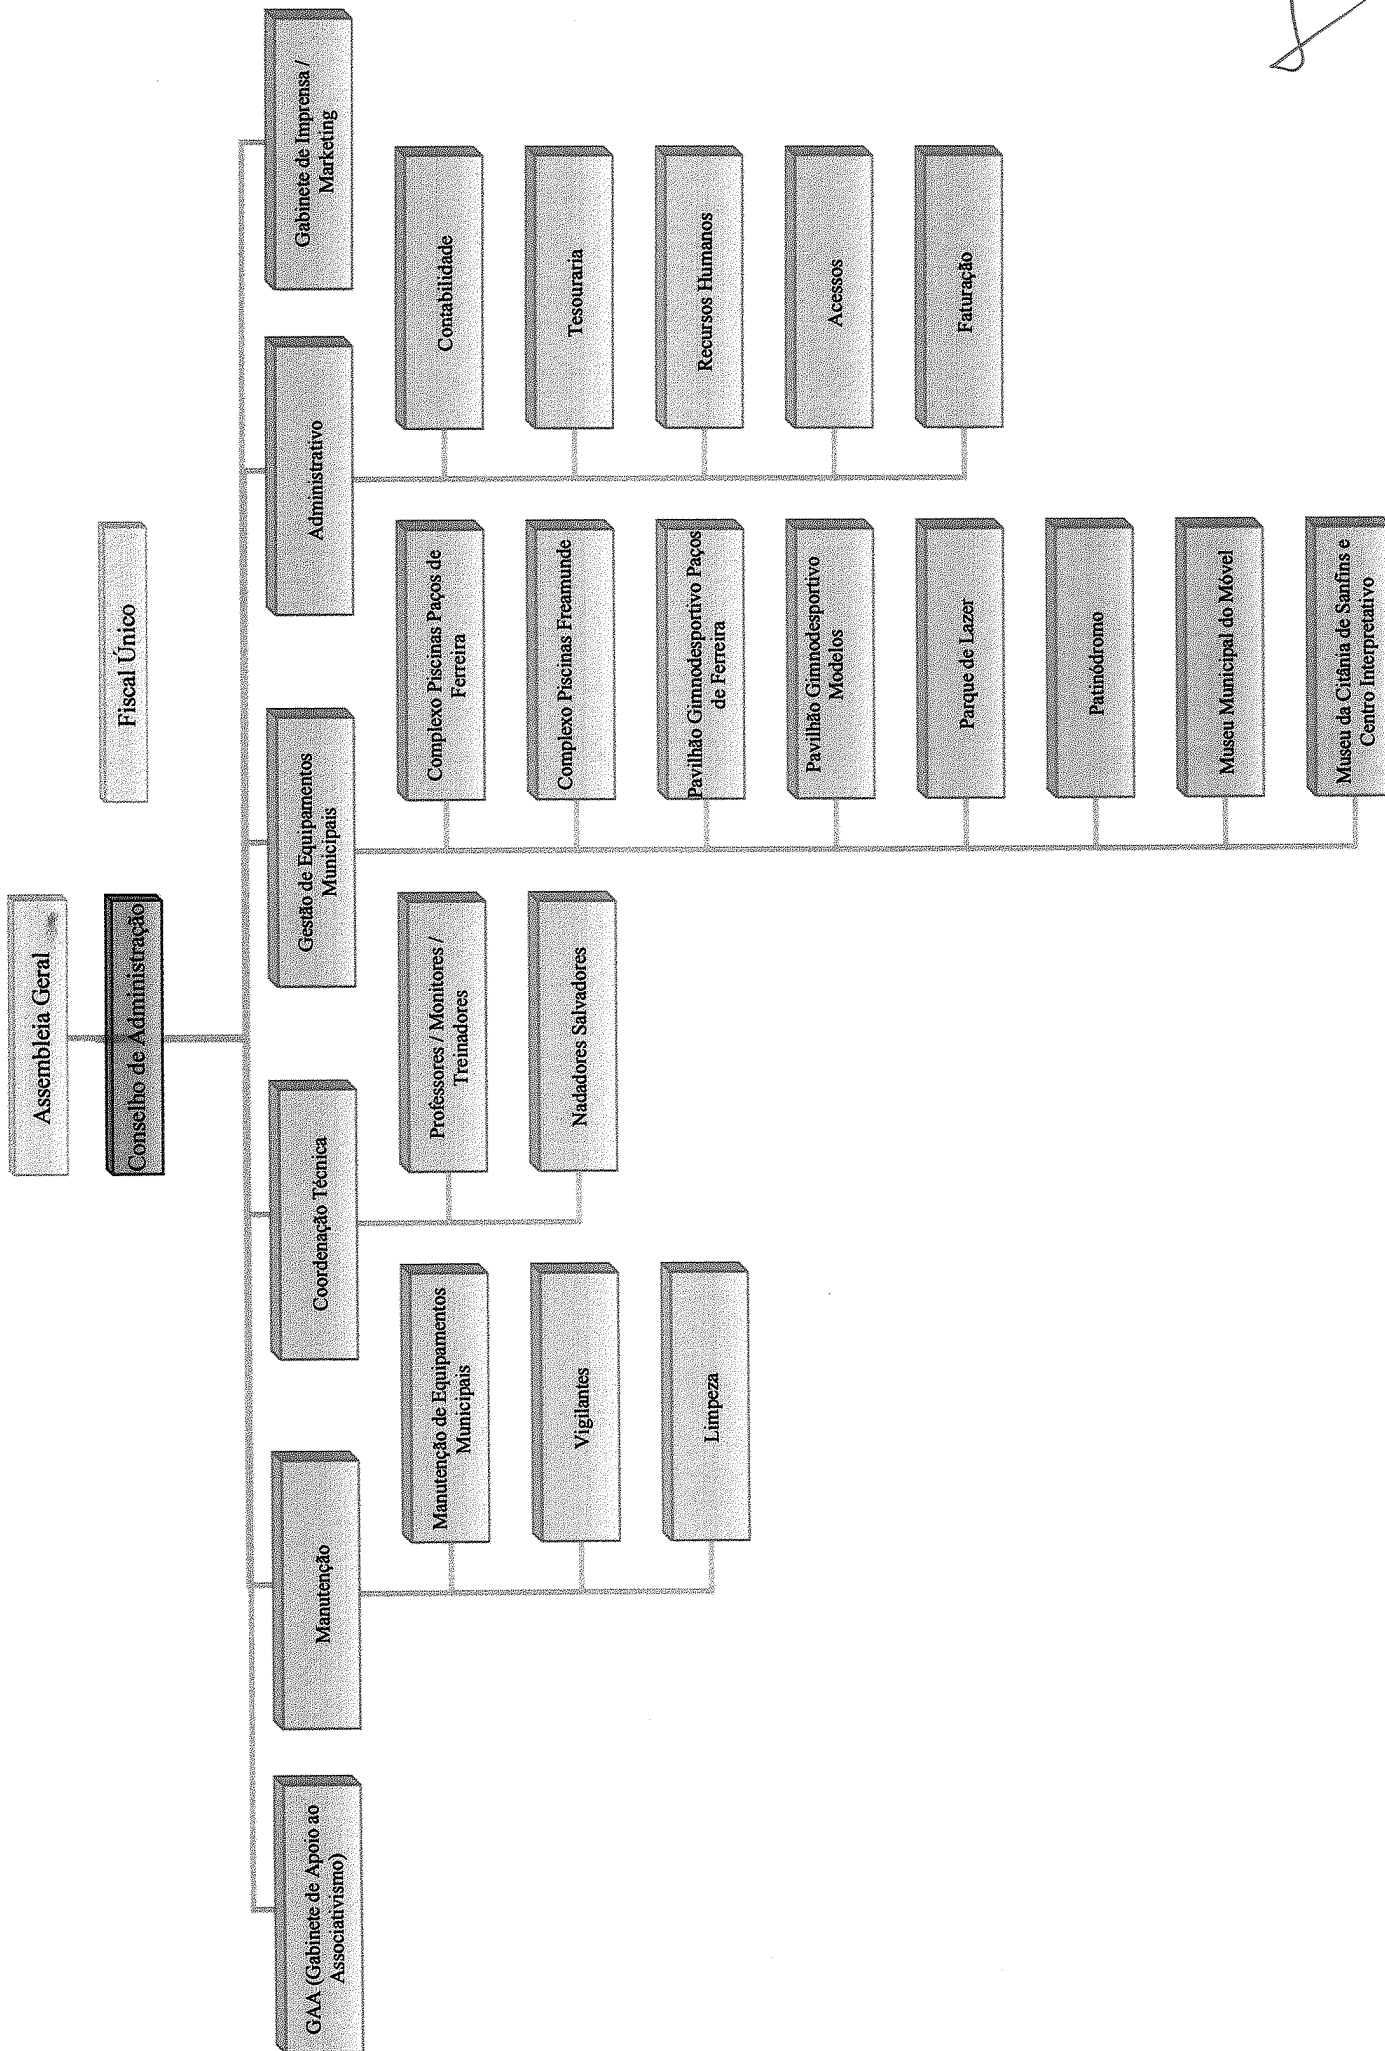 Assembleia Geral
Conselho de Administração
Fiscal Único
GAA (Gabinete de Apoio ao
Associativismo)
Manutenção
Manutenção de Equipamentos
Municipais
Vigilantes
Limpeza
Coordenação Técnica
Professores / Monitores /
Treinadores
Nadadores Salvadores
Gestão de Equipamentos
Municipais
Complexo Piscinas Paços de
Ferreira
Complexo Piscinas Freamunde
Pavilhão Gimnodesportivo Paços
de Ferreira
Pavilhão Gimnodesportivo
Modelos
Parque de Lazer
Patinódromo
Museu Municipal do Móvel
Museu da Citânia de Sanfins e
Centro Interpretativo
Administrativo
Contabilidade
Tesouraria
Recursos Humanos
Acessos
Faturação
Gabinete de Imprensa /
Marketing